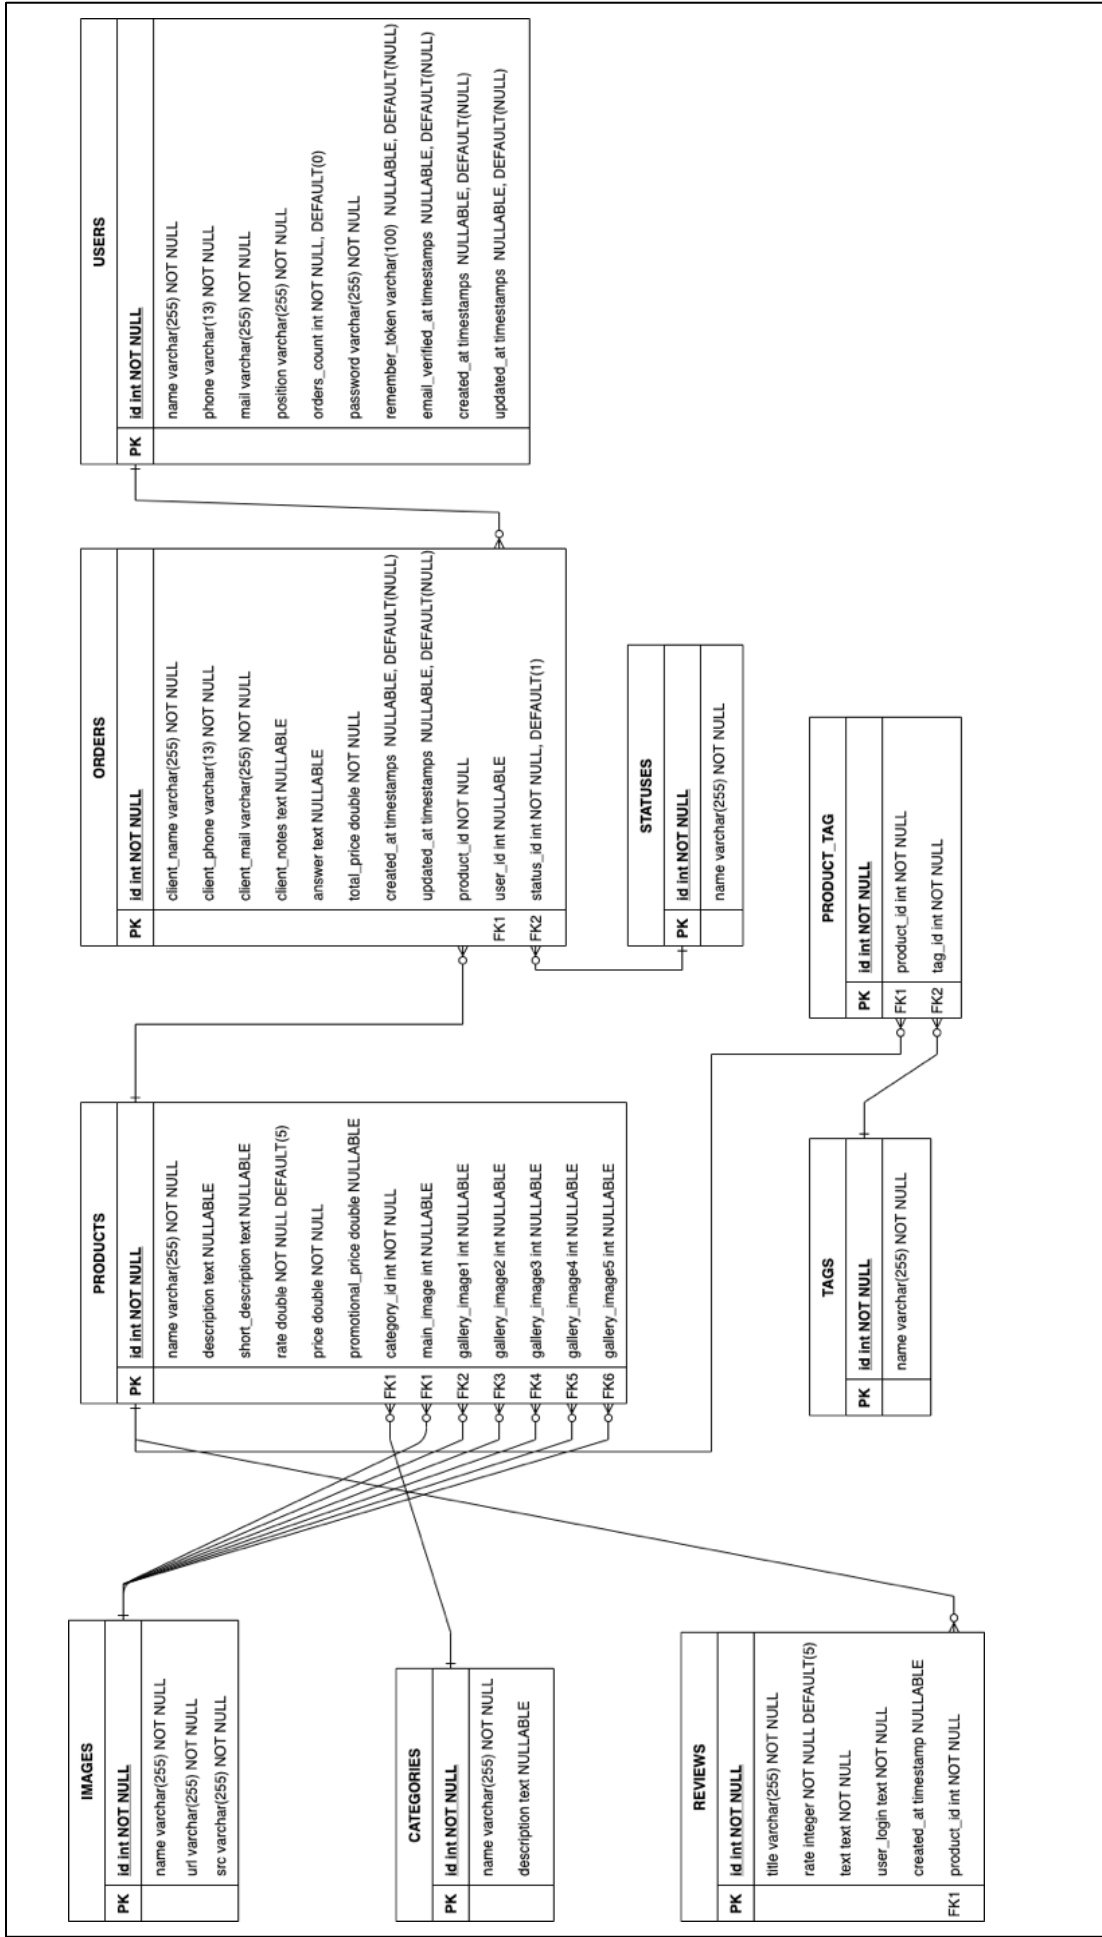 IMAGES
PK id int NOT NULL
name varchar(255) NOT NULL
url varchar(255) NOT NULL
src varchar(255) NOT NULL
CATEGORIES
PK id int NOT NULL
name varchar(255) NOT NULL
description text NULLABLE
REVIEWS
PK id int NOT NULL
title varchar(255) NOT NULL
rate integer NOT NULL DEFAULT(5)
text text NOT NULL
user_login text NOT NULL
created_at timestamp NULLABLE
FK1 product_id int NOT NULL
PRODUCTS
PK id int NOT NULL
name varchar(255) NOT NULL
description text NULLABLE
short_description text NULLABLE
rate double NOT NULL DEFAULT(5)
price double NOT NULL
promotional_price double NULLABLE
FK1 category_id int NOT NULL
FK1 main_image int NULLABLE
FK2 gallery_image1 int NULLABLE
FK3 gallery_image2 int NULLABLE
FK4 gallery_image3 int NULLABLE
FK5 gallery_image4 int NULLABLE
FK6 gallery_image5 int NULLABLE
TAGS
PK id int NOT NULL
name varchar(255) NOT NULL
ORDERS
PK id int NOT NULL
client_name varchar(255) NOT NULL
client_phone varchar(13) NOT NULL
client_mail varchar(255) NOT NULL
client_notes text NULLABLE
answer text NULLABLE
total_price double NOT NULL
created_at timestamps NULLABLE, DEFAULT(NULL)
updated_at timestamps NULLABLE, DEFAULT(NULL)
product_id NOT NULL
FK1 user_id int NULLABLE
FK2 status_id int NOT NULL, DEFAULT(1)
STATUSES
PK id int NOT NULL
name varchar(255) NOT NULL
PRODUCT_TAG
PK id int NOT NULL
FK1 product_id int NOT NULL
FK2 tag_id int NOT NULL
USERS
PK id int NOT NULL
name varchar(255) NOT NULL
phone varchar(13) NOT NULL
mail varchar(255) NOT NULL
position varchar(255) NOT NULL
orders_count int NOT NULL, DEFAULT(0)
password varchar(255) NOT NULL
remember_token varchar(100) NULLABLE, DEFAULT(NULL)
email_verified_at timestamps NULLABLE, DEFAULT(NULL)
created_at timestamps NULLABLE, DEFAULT(NULL)
updated_at timestamps NULLABLE, DEFAULT(NULL)